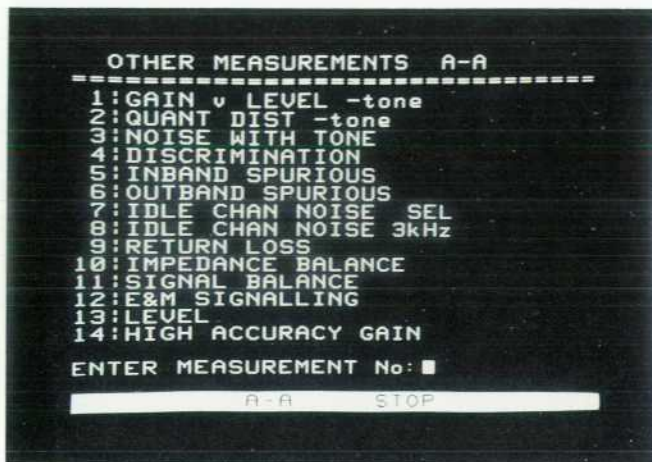 OTHER MEASUREMENTS A-A
================================
1:GAIN v LEVEL -tone
2:QUANT DIST -tone
3:NOISE WITH TONE
4:DISCRIMINATION
5:INBAND SPURIOUS
6:OUTBAND SPURIOUS
7:IDLE CHAN NOISE SEL
8:IDLE CHAN NOISE 3kHz
9:RETURN LOSS
10:IMPEDANCE BALANCE
11:SIGNAL BALANCE
12:E&M SIGNALLING
13:LEVEL
14:HIGH ACCURACY GAIN
ENTER MEASUREMENT No:
A-A STOP